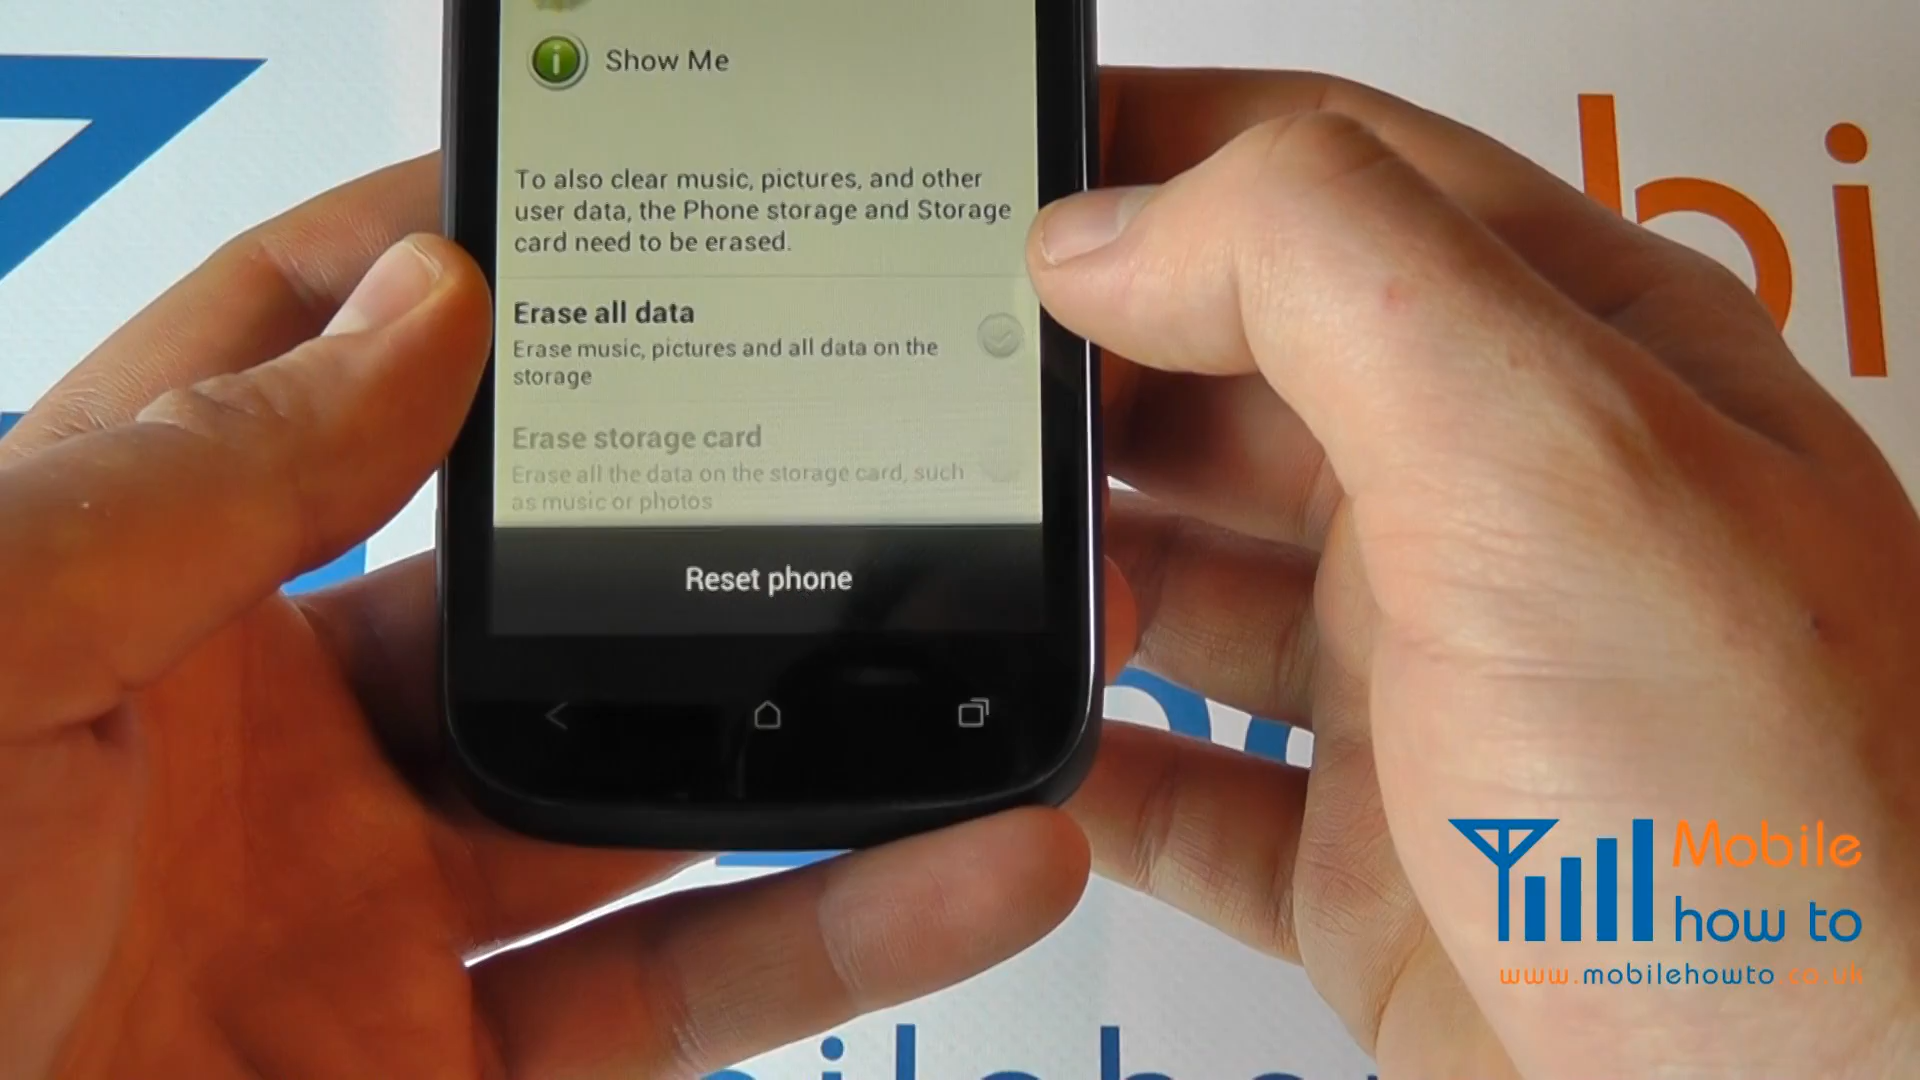 Show Me
To also clear music, pictures, and other
user data, the Phone storage and Storage
card need to be erased.
Erase all data
Erase music, pictures and all data on the
storage
Erase storage card
Erase all the data on the storage card, such
as music or photos
Reset phone
bi
Mobile
how to
www.mobilehowto.co.uk